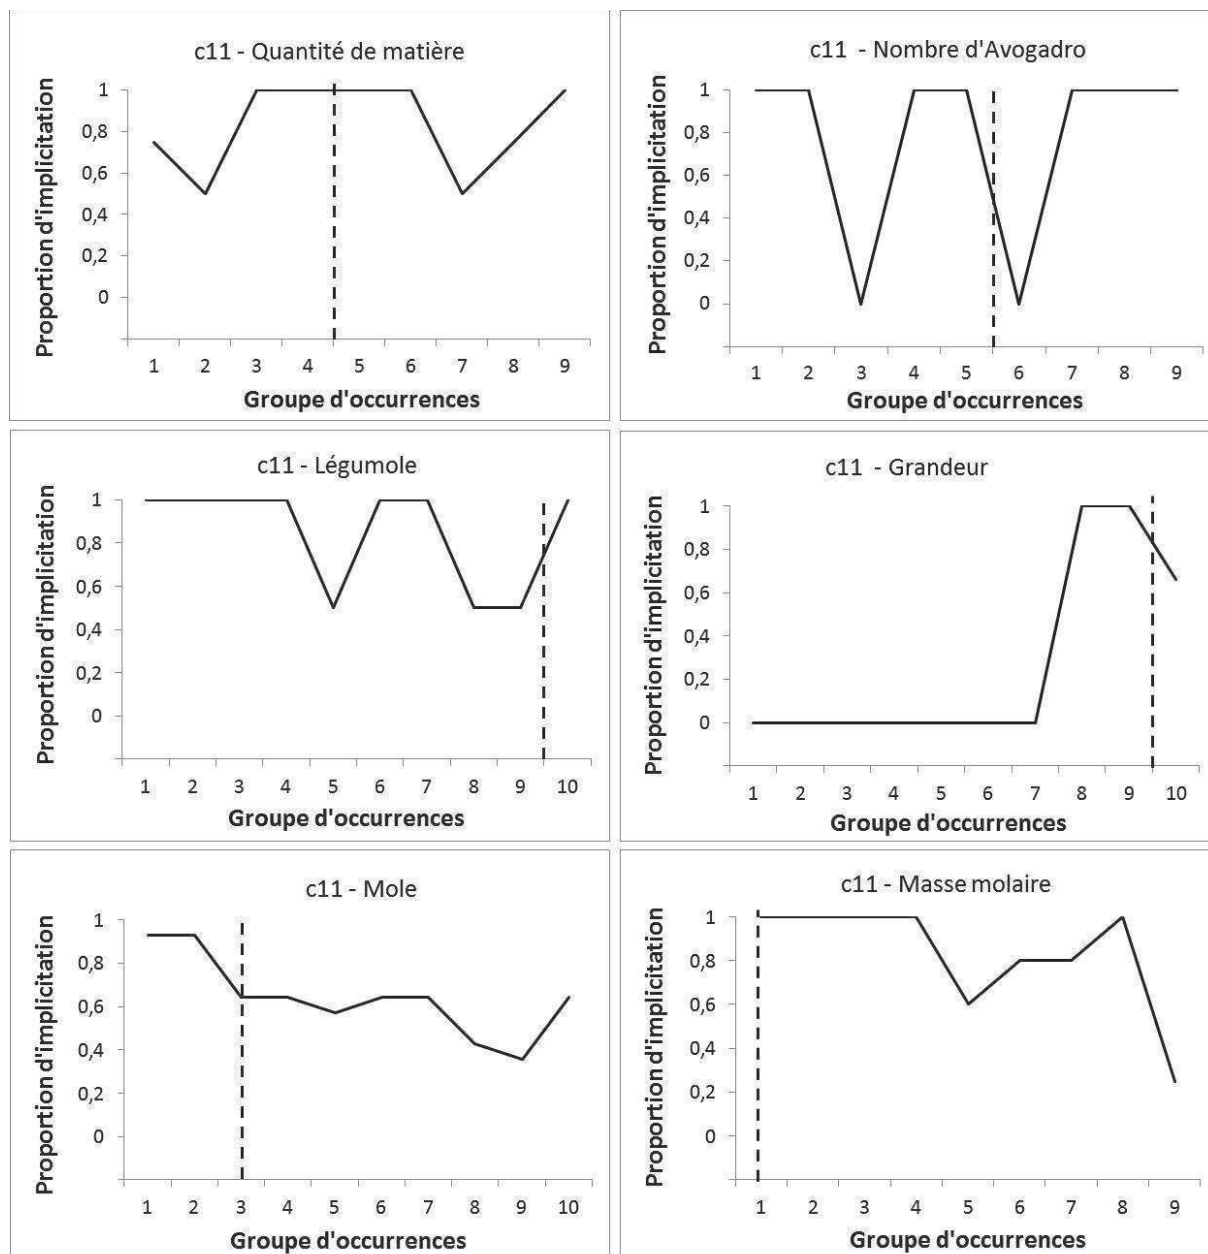 c11 - Quantité de matière
Proportion d'implicitation
1
0,8
0,6
0,4
0,2
0
1 2 3 4 5 6 7 8 9
Groupe d'occurrences
c11 - Nombre d'Avogadro
Proportion d'implicitation
1
0,8
0,6
0,4
0,2
0
1 2 3 4 5 6 7 8 9
Groupe d'occurrences
c11 - Légumole
Proportion d'implicitation
1
0,8
0,6
0,4
0,2
0
1 2 3 4 5 6 7 8 9 10
Groupe d'occurrences
c11 - Grandeur
Proportion d'implicitation
1
0,8
0,6
0,4
0,2
0
1 2 3 4 5 6 7 8 9 10
Groupe d'occurrences
c11 - Mole
Proportion d'implicitation
1
0,8
0,6
0,4
0,2
0
1 2 3 4 5 6 7 8 9 10
Groupe d'occurrences
c11 - Masse molaire
Proportion d'implicitation
1
0,8
0,6
0,4
0,2
0
1 2 3 4 5 6 7 8 9
Groupe d'occurrences